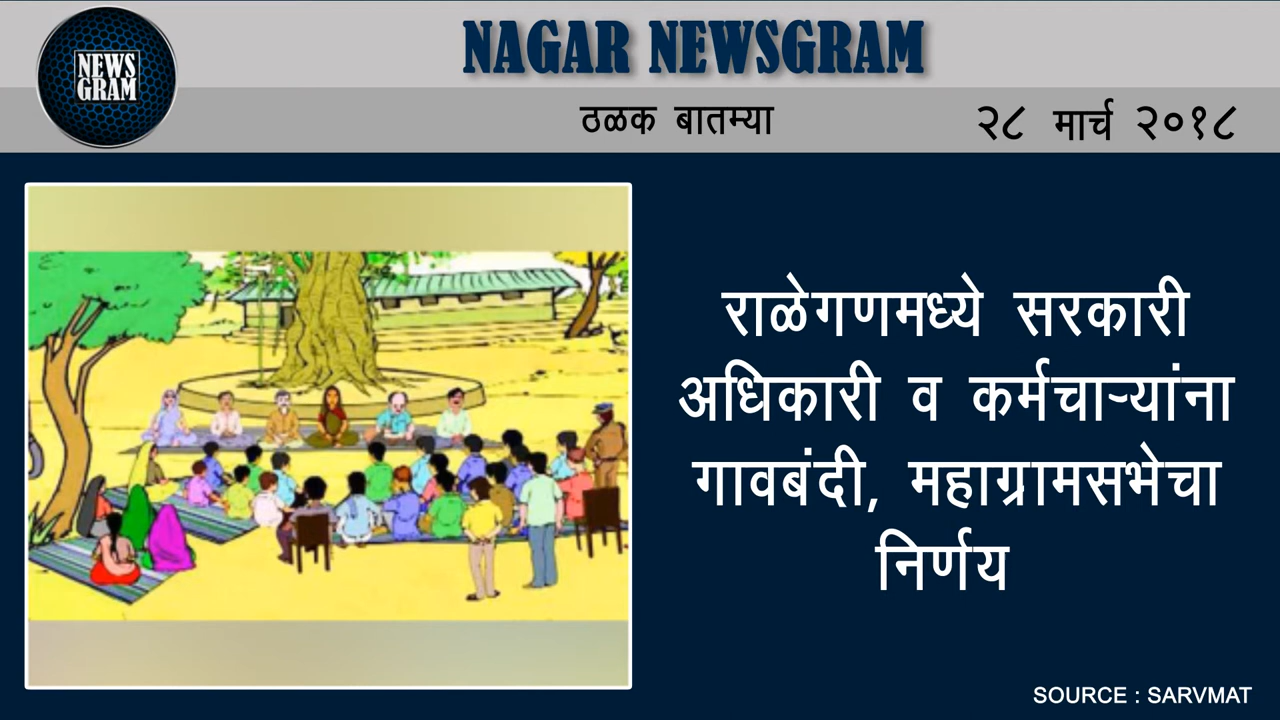 NEWS
GRAM
NAGAR NEWSGRAM
ठळक बातम्या
२८ मार्च २०१८
राळेगणमध्ये सरकारी
अधिकारी व कर्मचाऱ्यांना
गावबंदी, महाग्रामसभेचा
निर्णय
SOURCE : SARVMAT